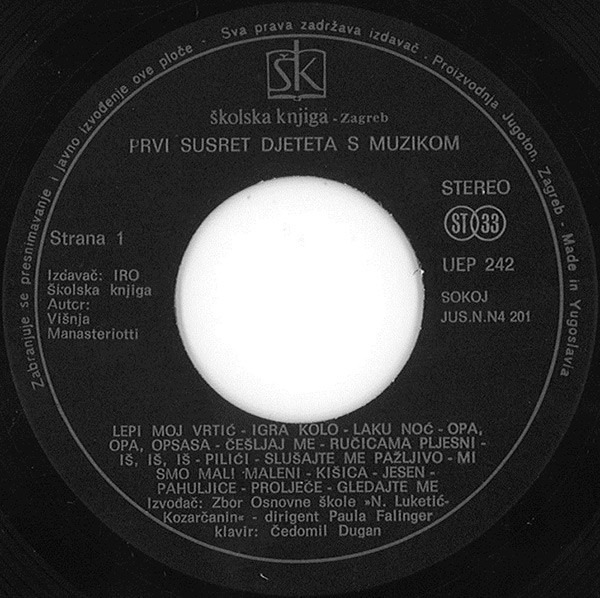 Zabranjuje se presnimavanje i javno izvođenje ove ploče - Sva prava zadržava izdavač - Proizvodnja Jugoton, Zagreb - Made in Yugoslavia
ŠK
školska knjiga - Zagreb
PRVI SUSRET DJETETA S MUZIKOM
STEREO
ST 33
Strana 1
UEP 242
Izdavač: IRO
Školska knjiga
Autor:
Višnja
Manasteriotti
SOKOJ
JUS.N.N4 201
LEPI MOJ VRTIĆ - IGRA KOLO - LAKU NOĆ - OPA,
OPA, OPSASA - ČEŠLJAJ ME - RUČICAMA PLJESNI -
IŠ, IŠ, IŠ - PILIĆI - SLUŠAJTE ME PAŽLJIVO - MI
SMO MALI MALENI - KIŠICA - JESEN -
PAHULJICE - PROLJEĆE - GLEDAJTE ME
Izvođač: Zbor Osnovne škole »N. Luketić-
Kozarčanin« - dirigent Paula Falinger
klavir: Čedomil Dugan